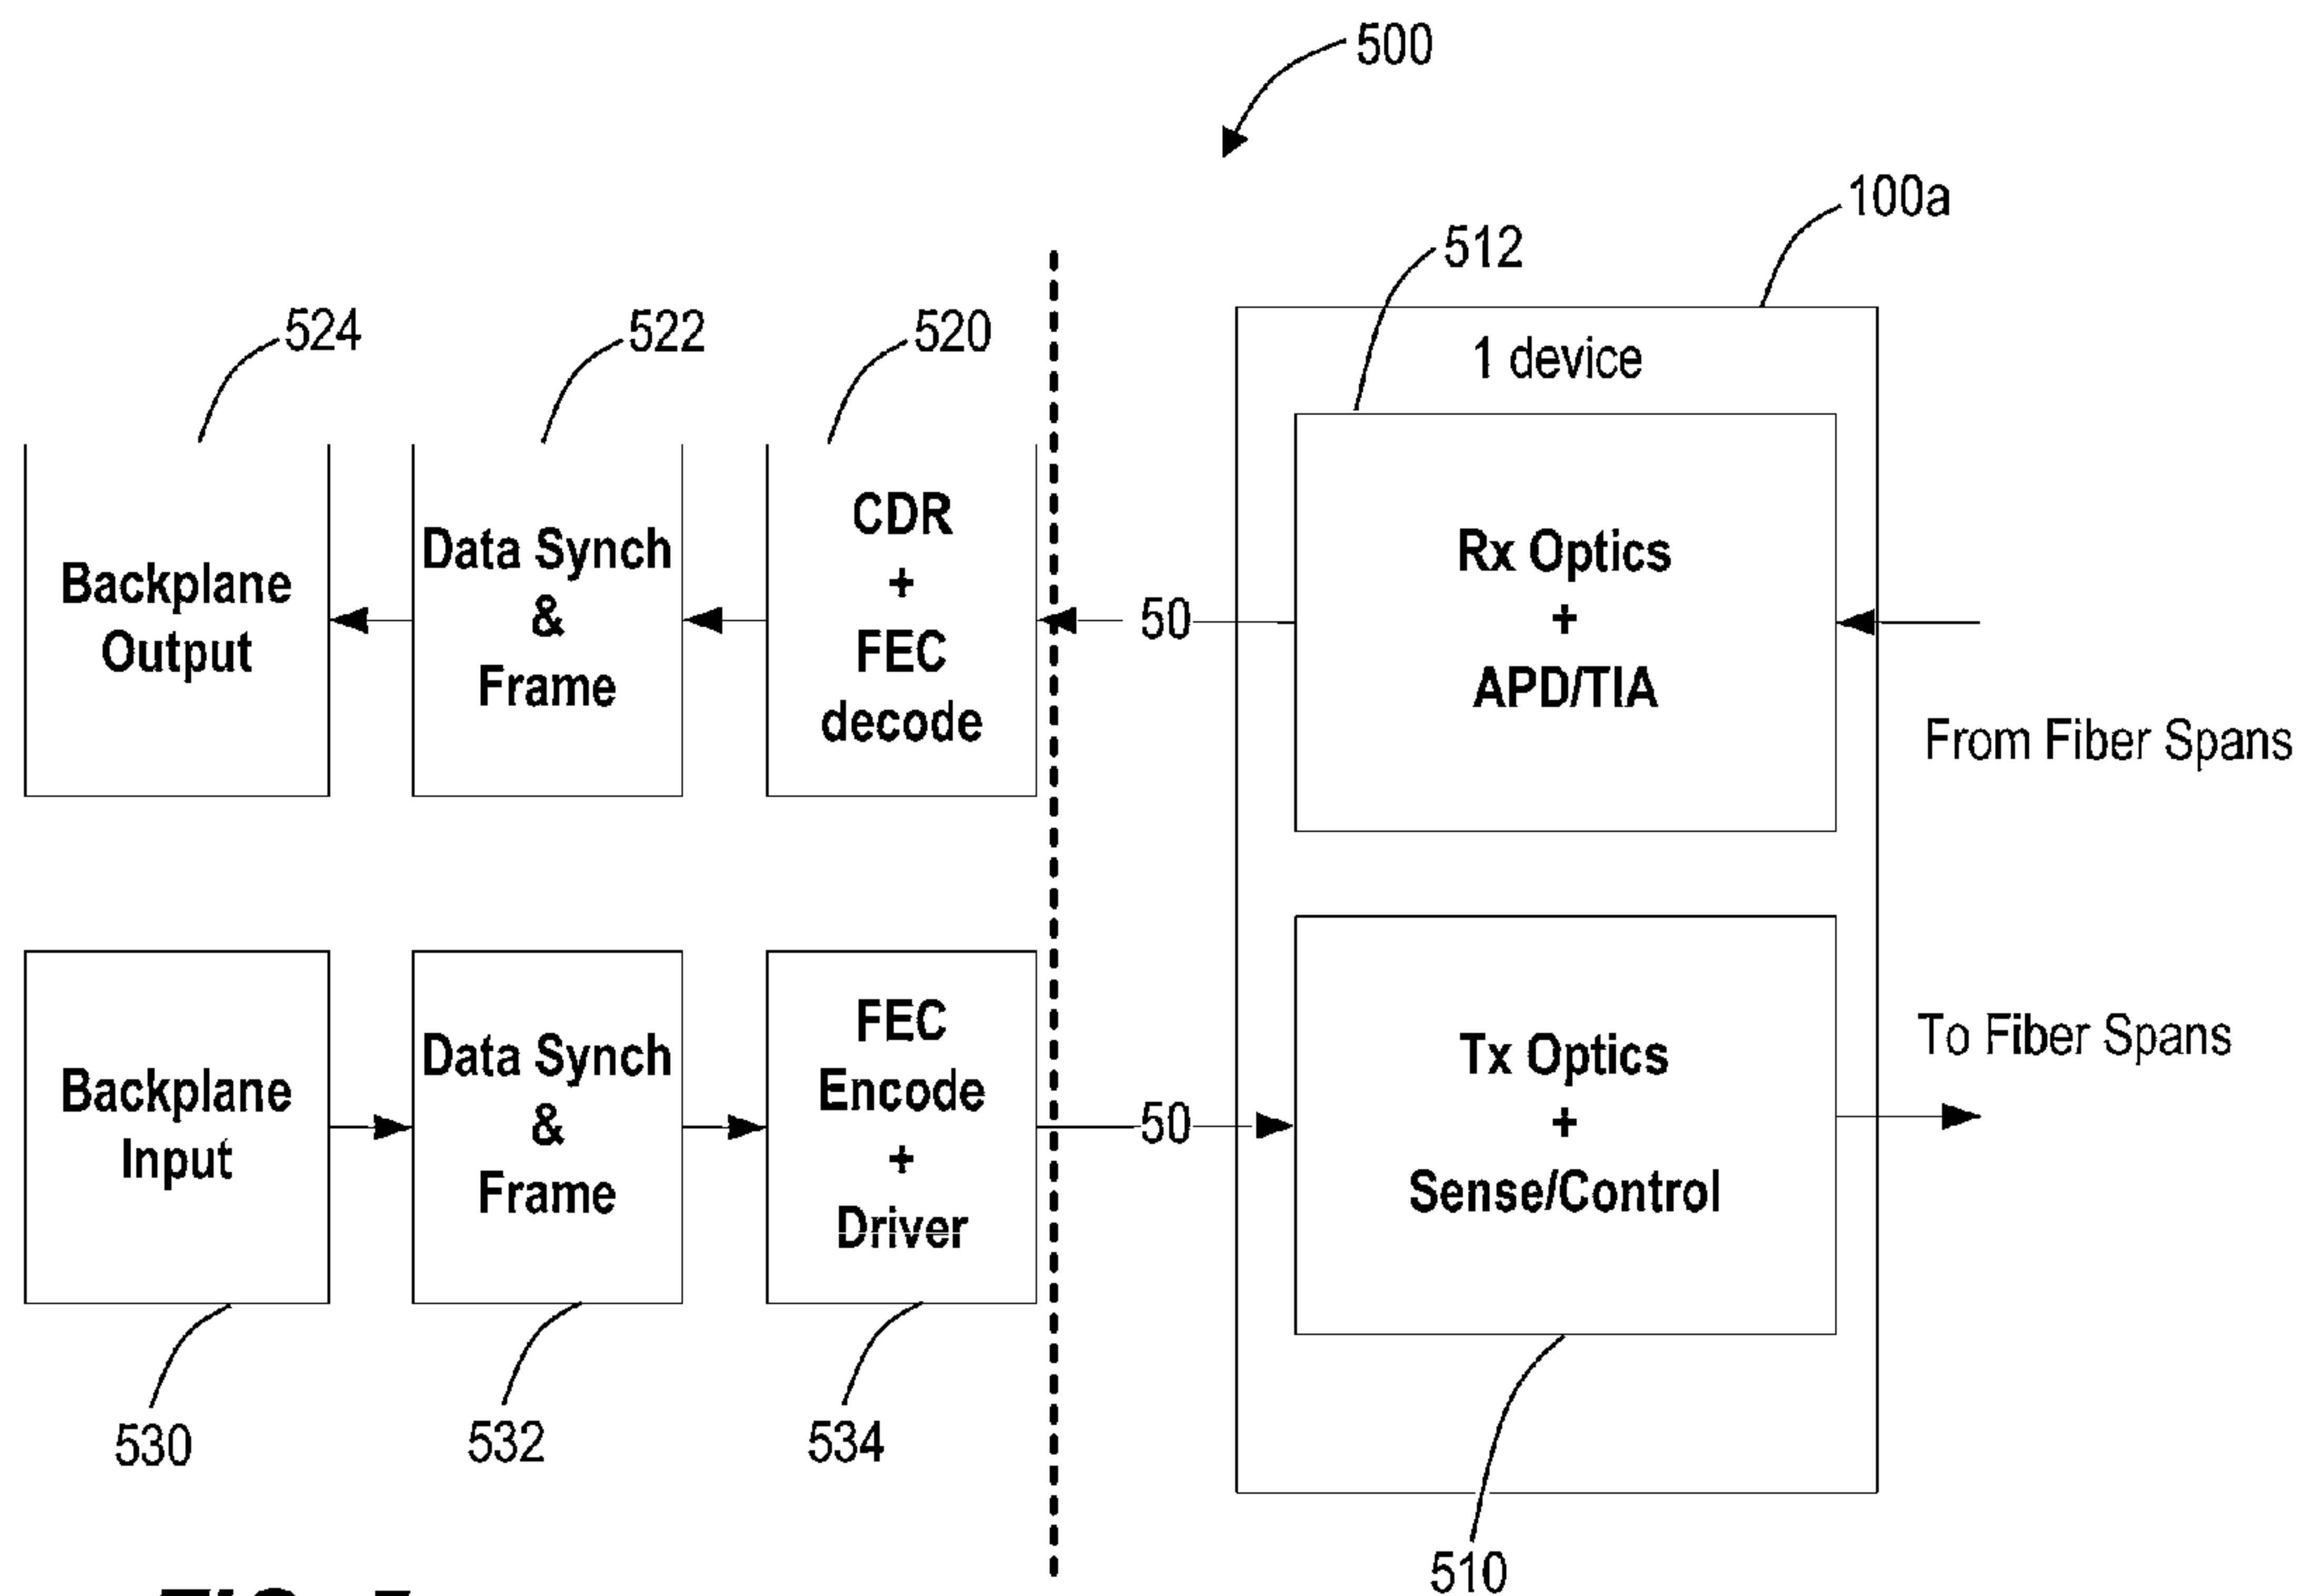 500
100a
512
524
522
520
1 device
Backplane
Output
Data Synch
&
Frame
CDR
+
FEC
decode
50
Rx Optics
+
APD/TIA
From Fiber Spans
Backplane
Input
Data Synch
&
Frame
FEC
Encode
+
Driver
50
Tx Optics
+
Sense/Control
To Fiber Spans
530
532
534
510